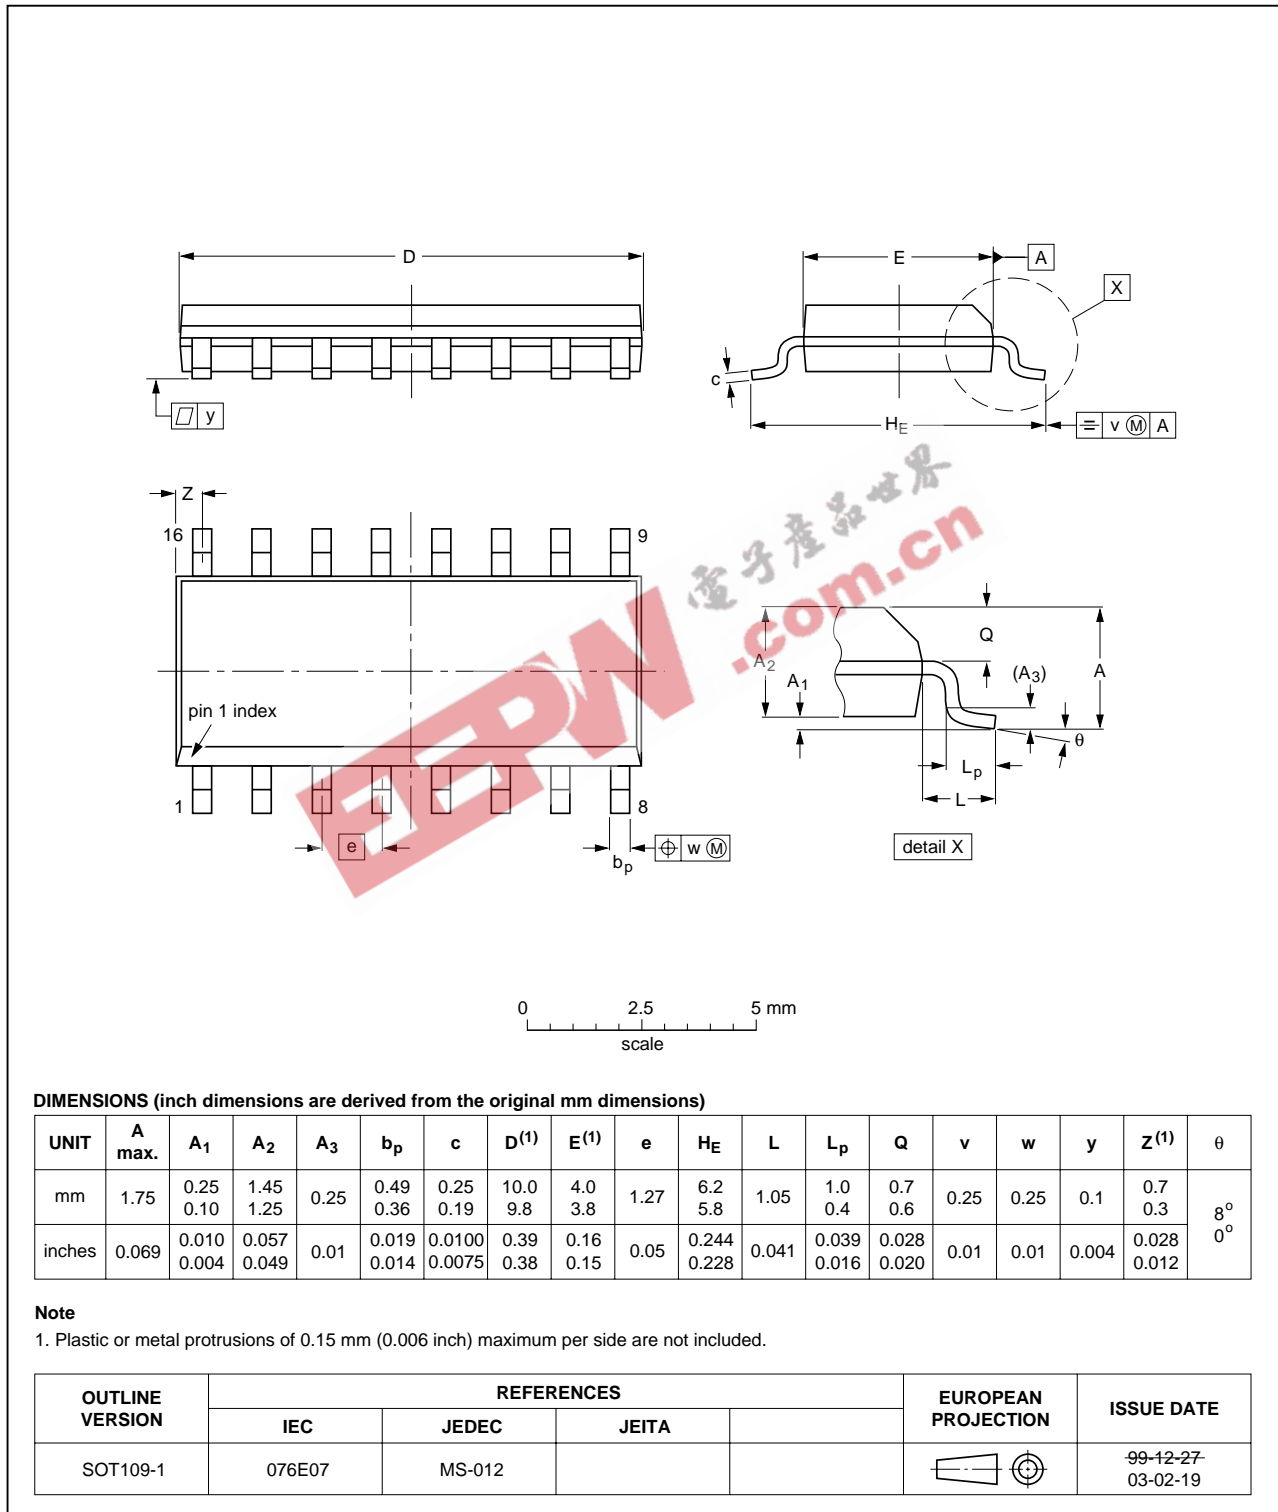 D
E
A
X
c
y
HE
v Ⓜ A
Z
16
9
電子產品世界
.com.cn
EEPW
pin 1 index
1
8
e
bp
w Ⓜ
A2
A1
Q
(A3)
A
θ
Lp
L
detail X
0 2.5 5 mm
scale
DIMENSIONS (inch dimensions are derived from the original mm dimensions)
UNIT A max. A1 A2 A3 bp c D(1) E(1) e HE L Lp Q v w y Z(1) θ
mm 1.75 0.25 0.10 1.45 1.25 0.25 0.49 0.36 0.25 0.19 10.0 9.8 4.0 3.8 1.27 6.2 5.8 1.05 1.0 0.4 0.7 0.6 0.25 0.25 0.1 0.7 0.3 8° 0°
inches 0.069 0.010 0.004 0.057 0.049 0.01 0.019 0.014 0.0100 0.0075 0.39 0.38 0.16 0.15 0.05 0.244 0.228 0.041 0.039 0.016 0.028 0.020 0.01 0.01 0.004 0.028 0.012
Note
1. Plastic or metal protrusions of 0.15 mm (0.006 inch) maximum per side are not included.
OUTLINE VERSION REFERENCES EUROPEAN PROJECTION ISSUE DATE
IEC JEDEC JEITA
SOT109-1 076E07 MS-012 99-12-27
03-02-19